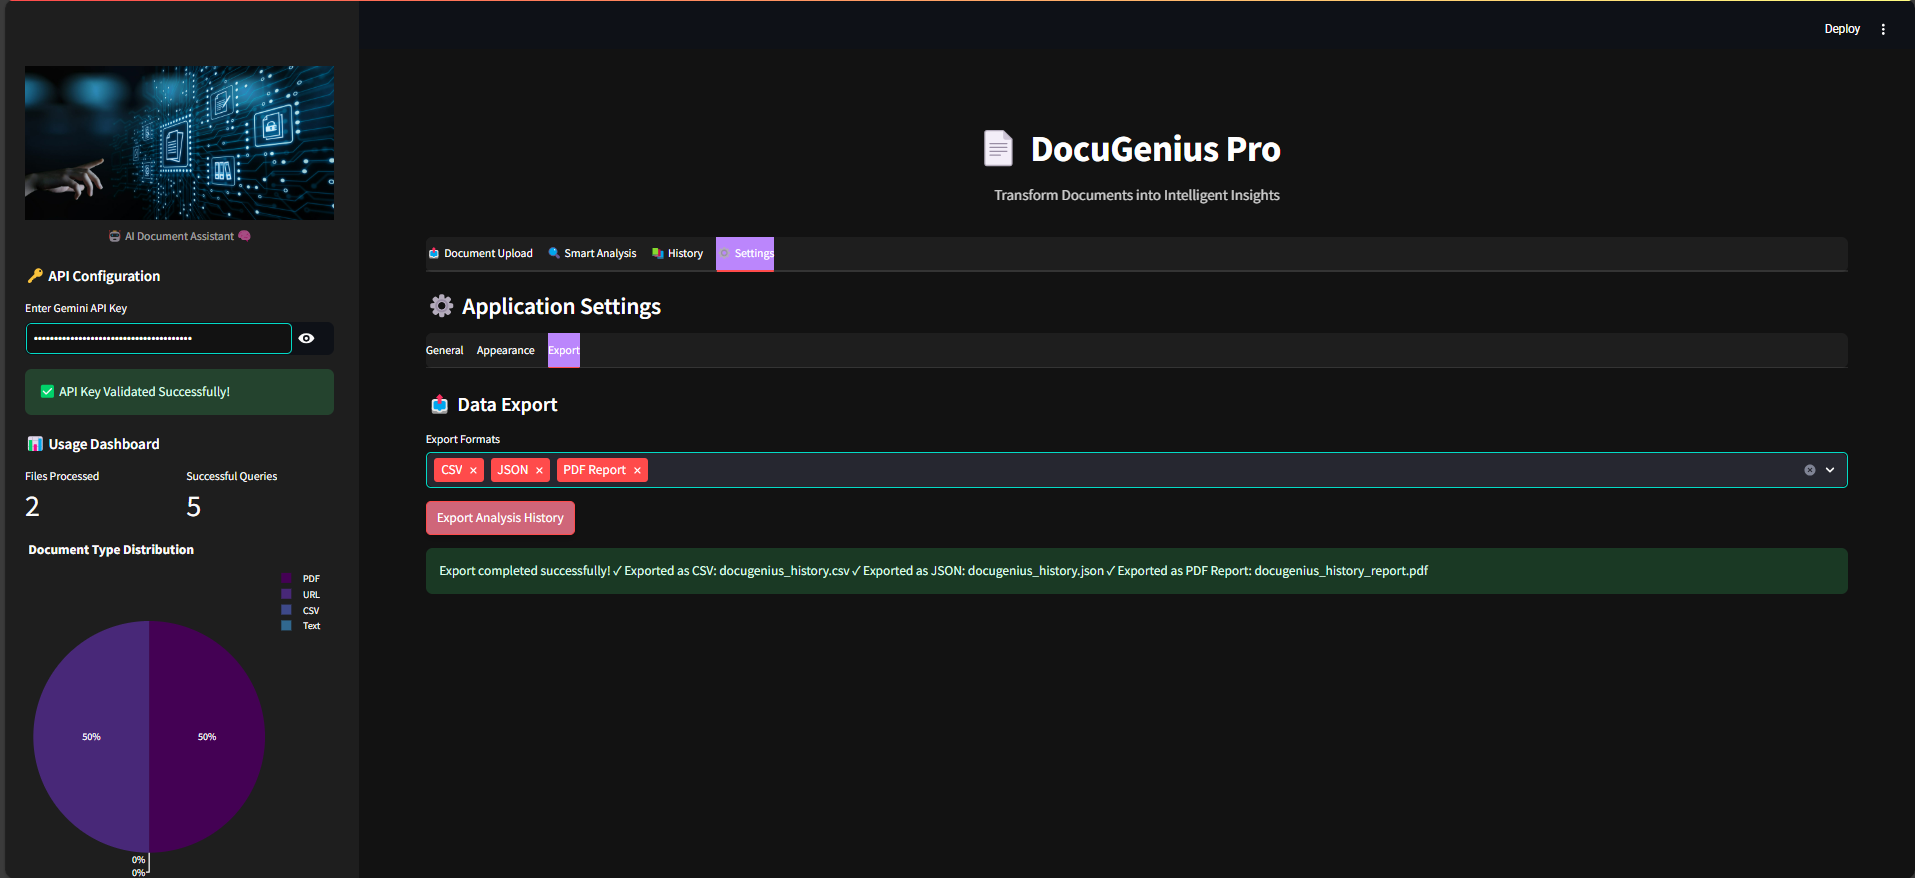 Deploy
AI Document Assistant
API Configuration
Enter Gemini API Key
API Key Validated Successfully!
Usage Dashboard
Files Processed
Successful Queries
2
5
Document Type Distribution
PDF
URL
CSV
Text
50%
50%
0%
0%
DocuGenius Pro
Transform Documents into Intelligent Insights
Document Upload
Smart Analysis
History
Settings
Application Settings
General
Appearance
Export
Data Export
Export Formats
CSV
JSON
PDF Report
Export Analysis History
Export completed successfully! ✓ Exported as CSV: docugenius_history.csv ✓ Exported as JSON: docugenius_history.json ✓ Exported as PDF Report: docugenius_history_report.pdf